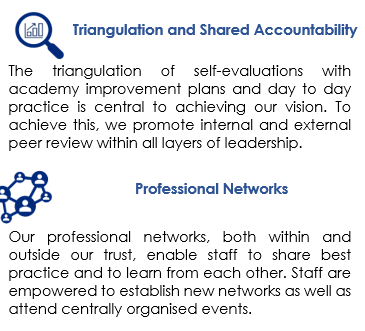 Triangulation and Shared Accountability
The triangulation of self-evaluations with
academy improvement plans and day to day
practice is central to achieving our vision. To
achieve this, we promote internal and external
peer review within all layers of leadership.
Professional Networks
Our professional networks, both within and
outside our trust, enable staff to share best
practice and to learn from each other. Staff are
empowered to establish new networks as well as
attend centrally organised events.